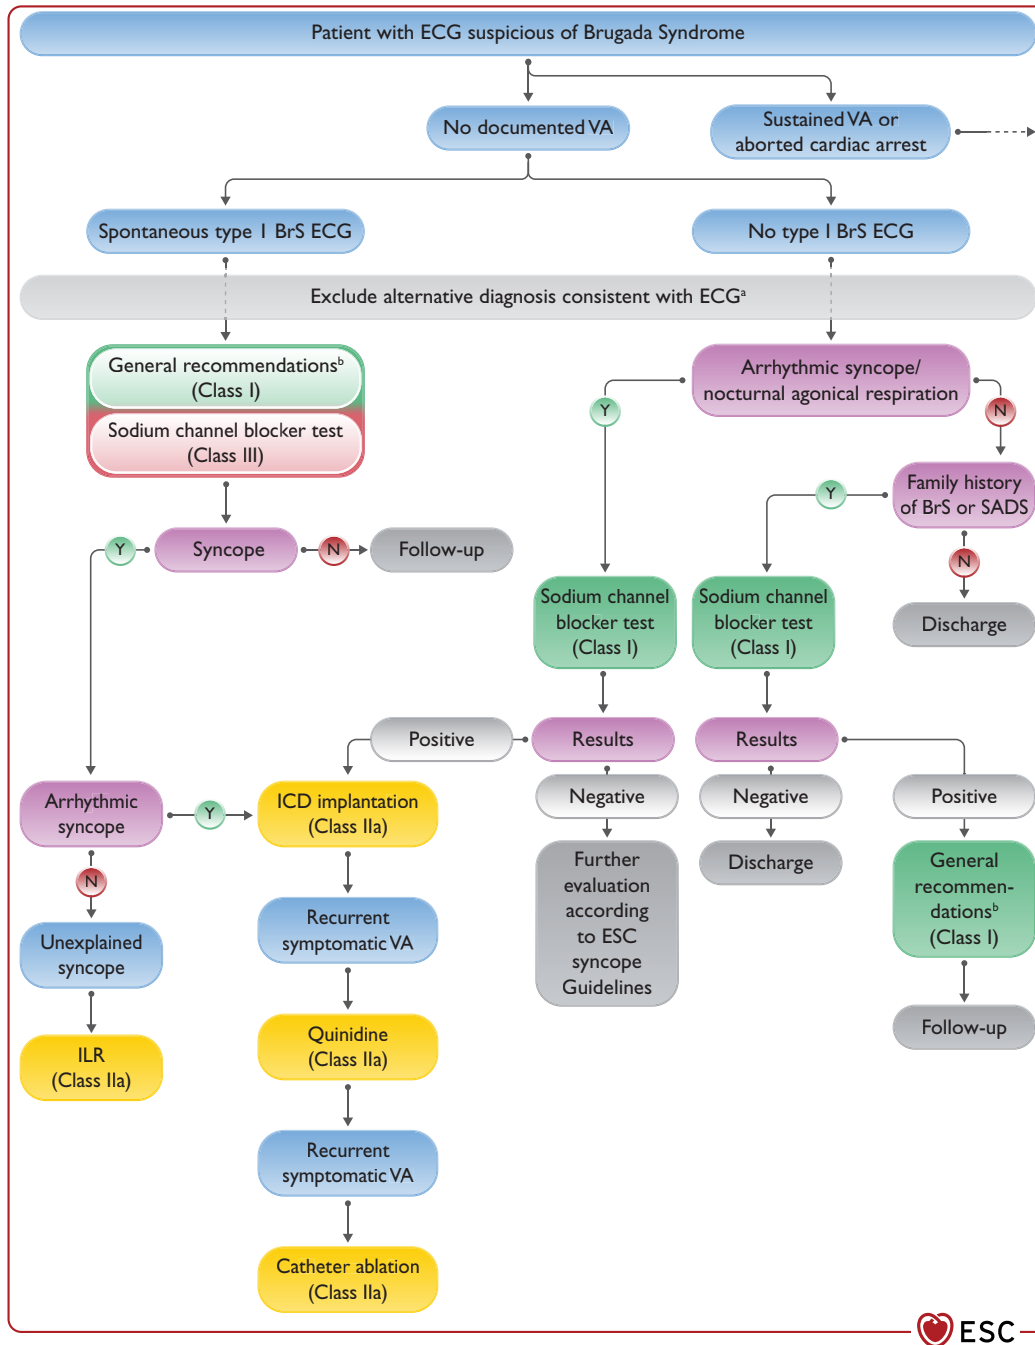 Patient with ECG suspicious of Brugada Syndrome
No documented VA
Sustained VA or
aborted cardiac arrest
Spontaneous type 1 BrS ECG
No type I BrS ECG
Exclude alternative diagnosis consistent with ECGᵃ
General recommendationsᵇ
(Class I)
Sodium channel blocker test
(Class III)
Arrhythmic syncope/
nocturnal agonical respiration
Y
N
Family history
of BrS or SADS
Y
N
Discharge
Y
Syncope
N
Follow-up
Sodium channel
blocker test
(Class I)
Sodium channel
blocker test
(Class I)
Positive
Results
Results
Negative
Negative
Positive
Arrhythmic
syncope
Y
ICD implantation
(Class IIa)
Further
evaluation
according
to ESC
syncope
Guidelines
Discharge
General
recommen-
dationsᵇ
(Class I)
N
Unexplained
syncope
Recurrent
symptomatic VA
Follow-up
ILR
(Class IIa)
Quinidine
(Class IIa)
Recurrent
symptomatic VA
Catheter ablation
(Class IIa)
ESC